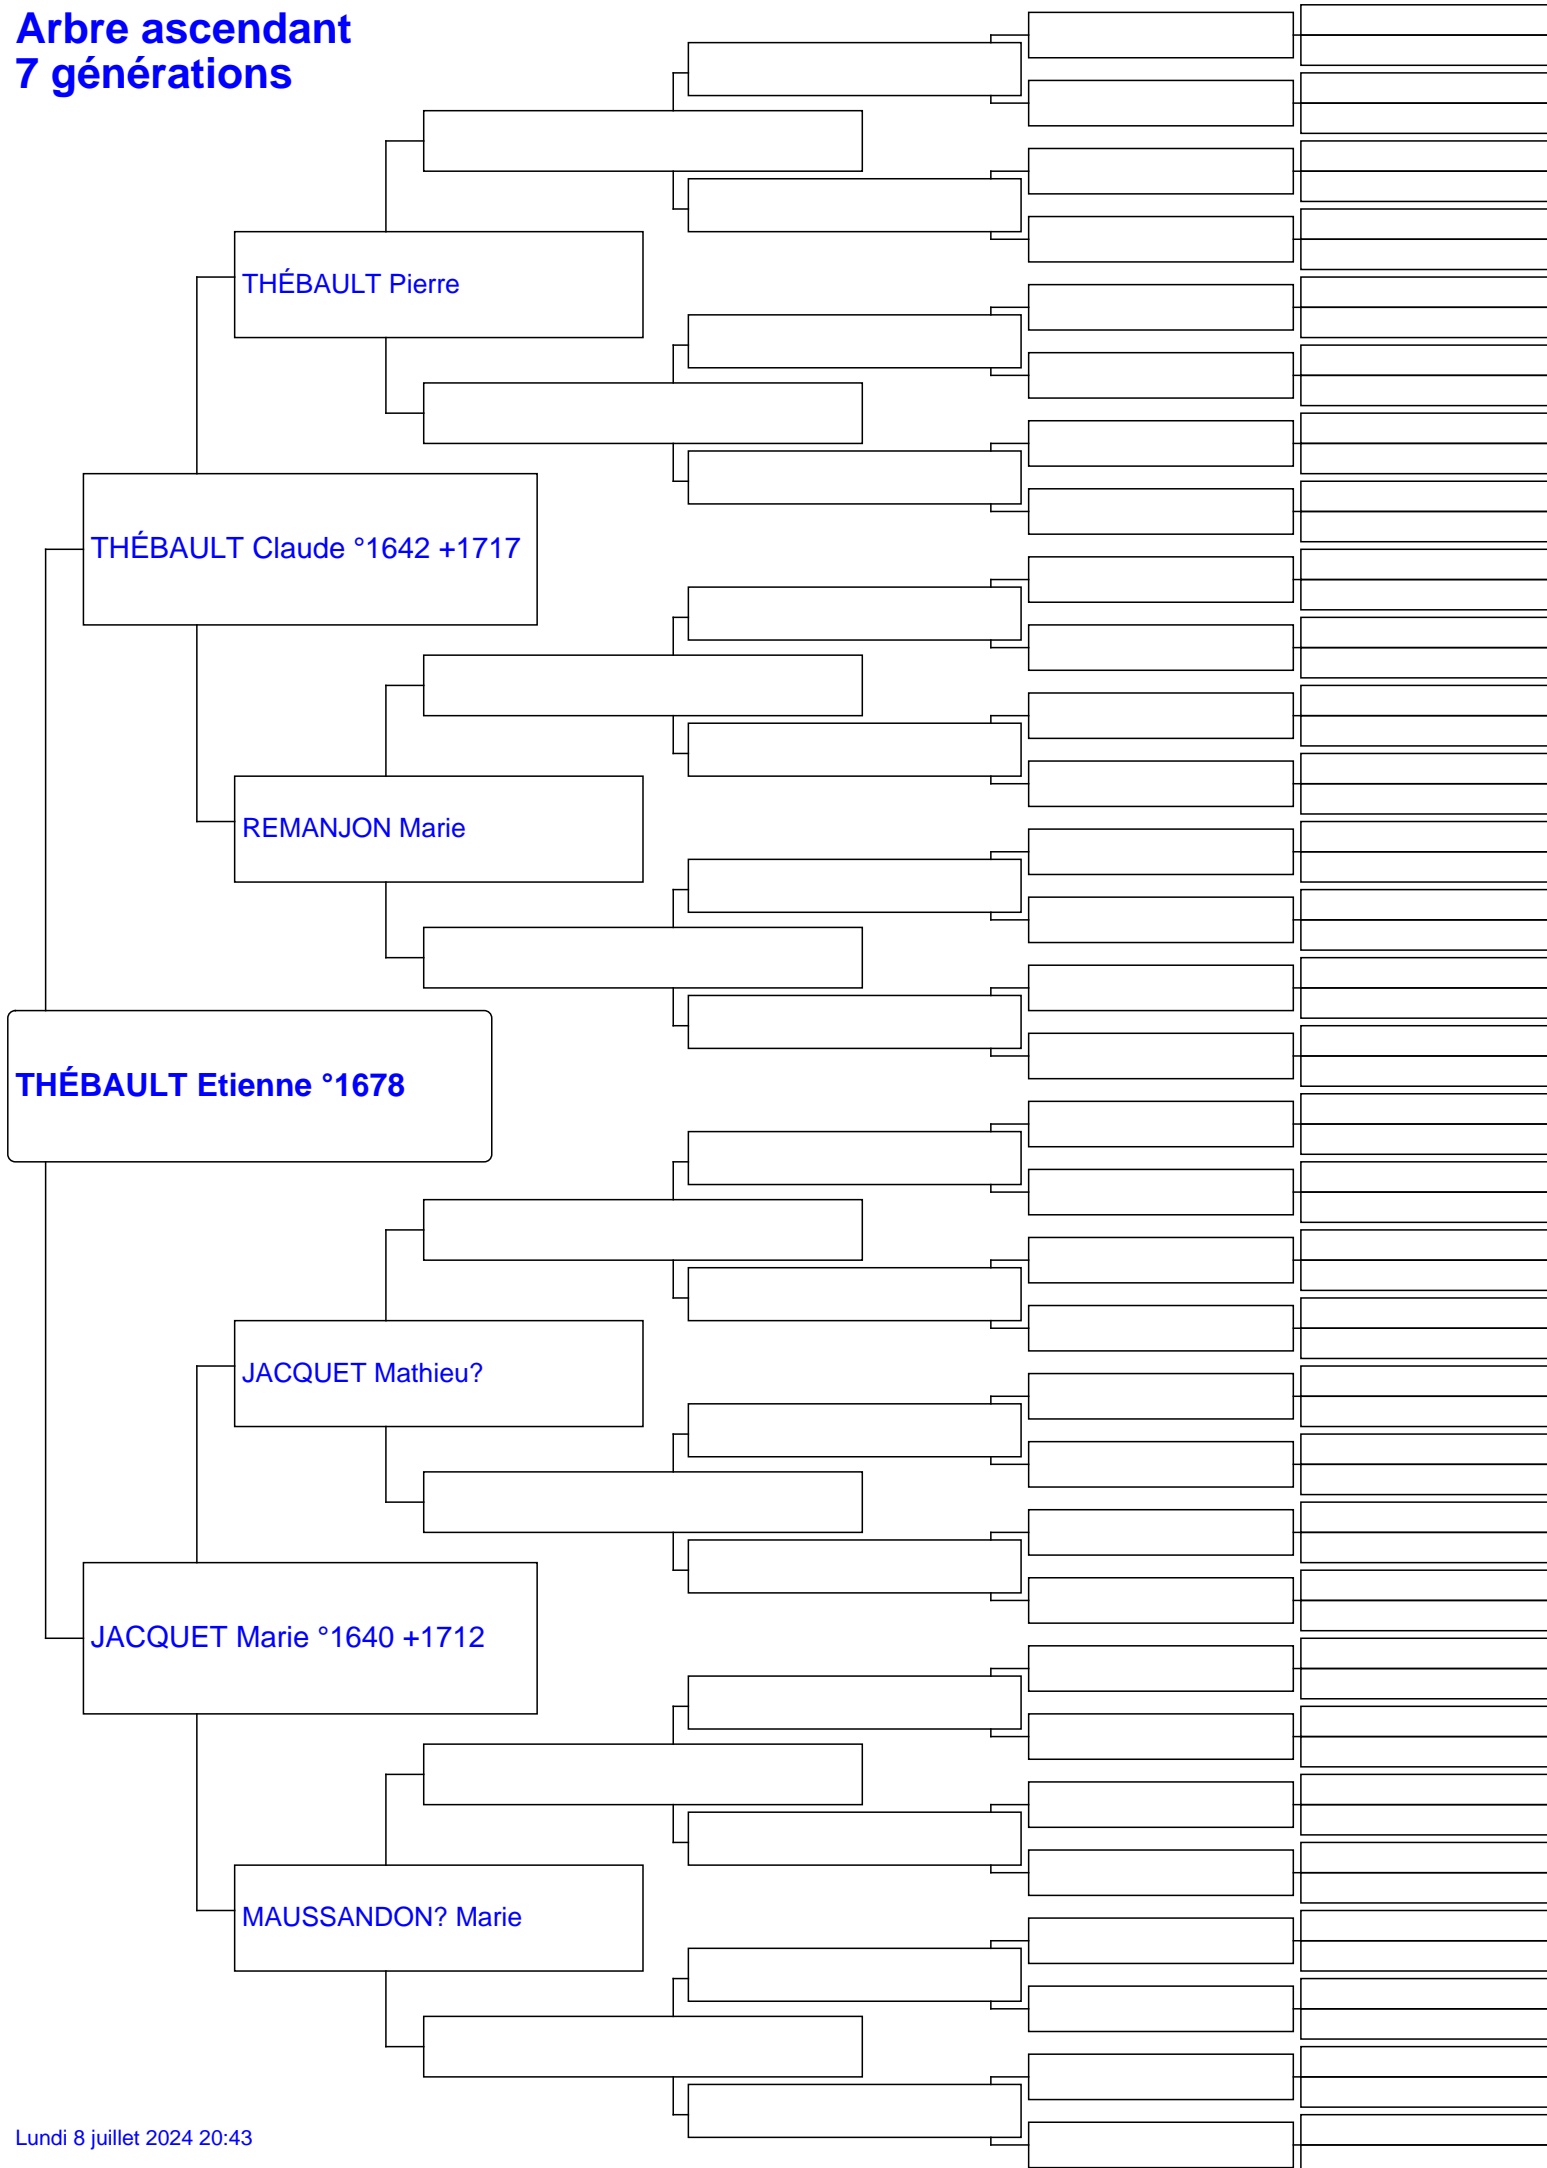 Arbre ascendant
7 générations
THÉBAULT Pierre
THÉBAULT Claude °1642 +1717
REMANJON Marie
THÉBAULT Etienne °1678
JACQUET Mathieu?
JACQUET Marie °1640 +1712
MAUSSANDON? Marie
Lundi 8 juillet 2024 20:43